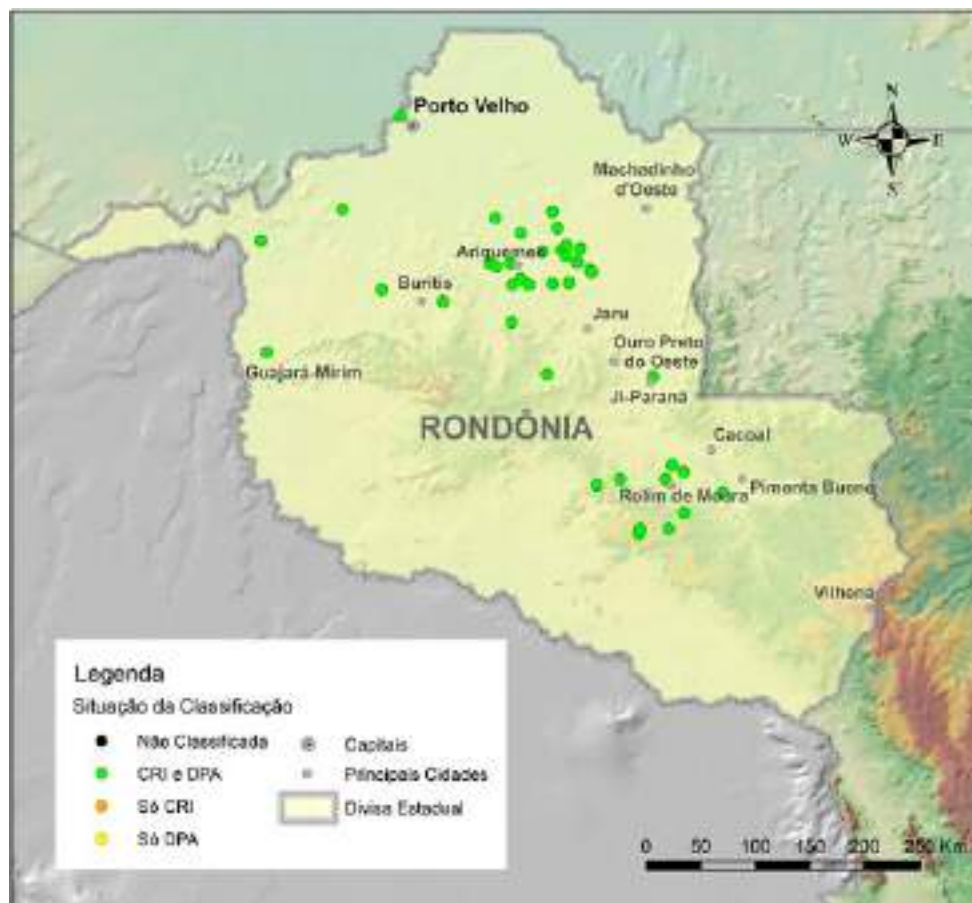 Porto Velho
N
W E
S
Machadinho
d'Oeste
Ariquemes
Buritis
Jaru
Ouro Preto
do Oeste
Guajará-Mirim
Ji-Paraná
RONDÔNIA
Cacoal
Rolim de Moura
Pimenta Bueno
Vilhena
Legenda
Situação da Classificação
Não Classificada
Capitais
CRI e DPA
Principais Cidades
Só CRI
Divisa Estadual
Só DPA
0 50 100 150 200 250 Km